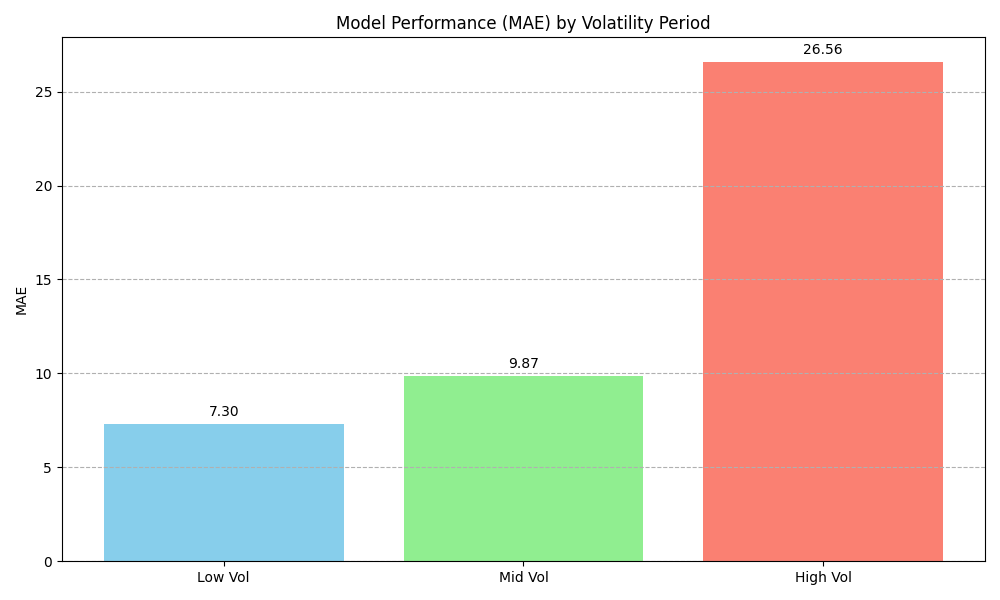 Model Performance (MAE) by Volatility Period
26.56
25
20
15
MAE
10
9.87
7.30
5
0
Low Vol
Mid Vol
High Vol